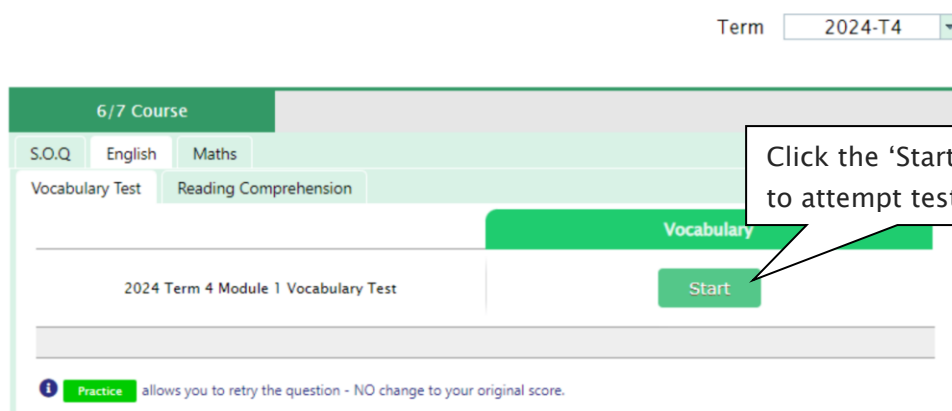 Term 2024-T4
6/7 Course
S.O.Q English Maths
Click the ‘Start
to attempt test
Vocabulary Test Reading Comprehension
Vocabulary
2024 Term 4 Module 1 Vocabulary Test Start
Practice allows you to retry the question - NO change to your original score.